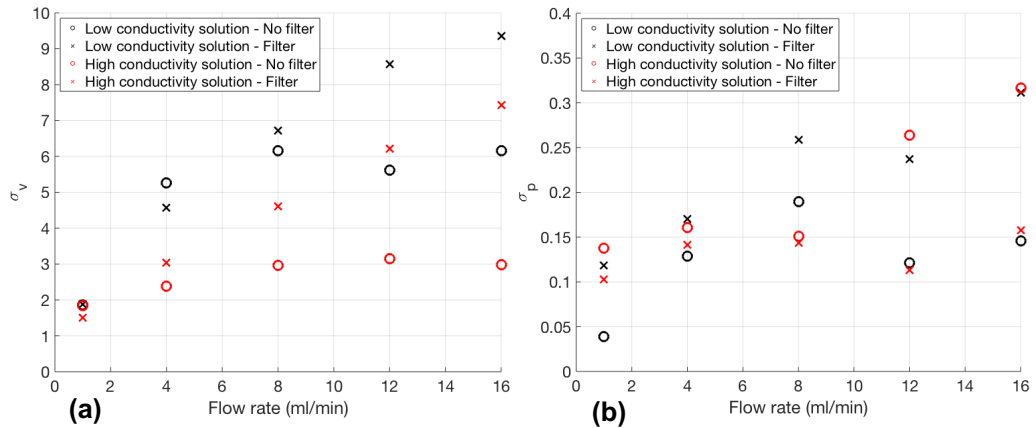 10
9
8
7
6
5
4
3
2
1
0
σv
Low conductivity solution - No filter
Low conductivity solution - Filter
High conductivity solution - No filter
High conductivity solution - Filter
0 2 4 6 8 10 12 14 16
Flow rate (ml/min)
(a)
0.4
0.35
0.3
0.25
0.2
0.15
0.1
0.05
0
σp
Low conductivity solution - No filter
Low conductivity solution - Filter
High conductivity solution - No filter
High conductivity solution - Filter
0 2 4 6 8 10 12 14 16
Flow rate (ml/min)
(b)